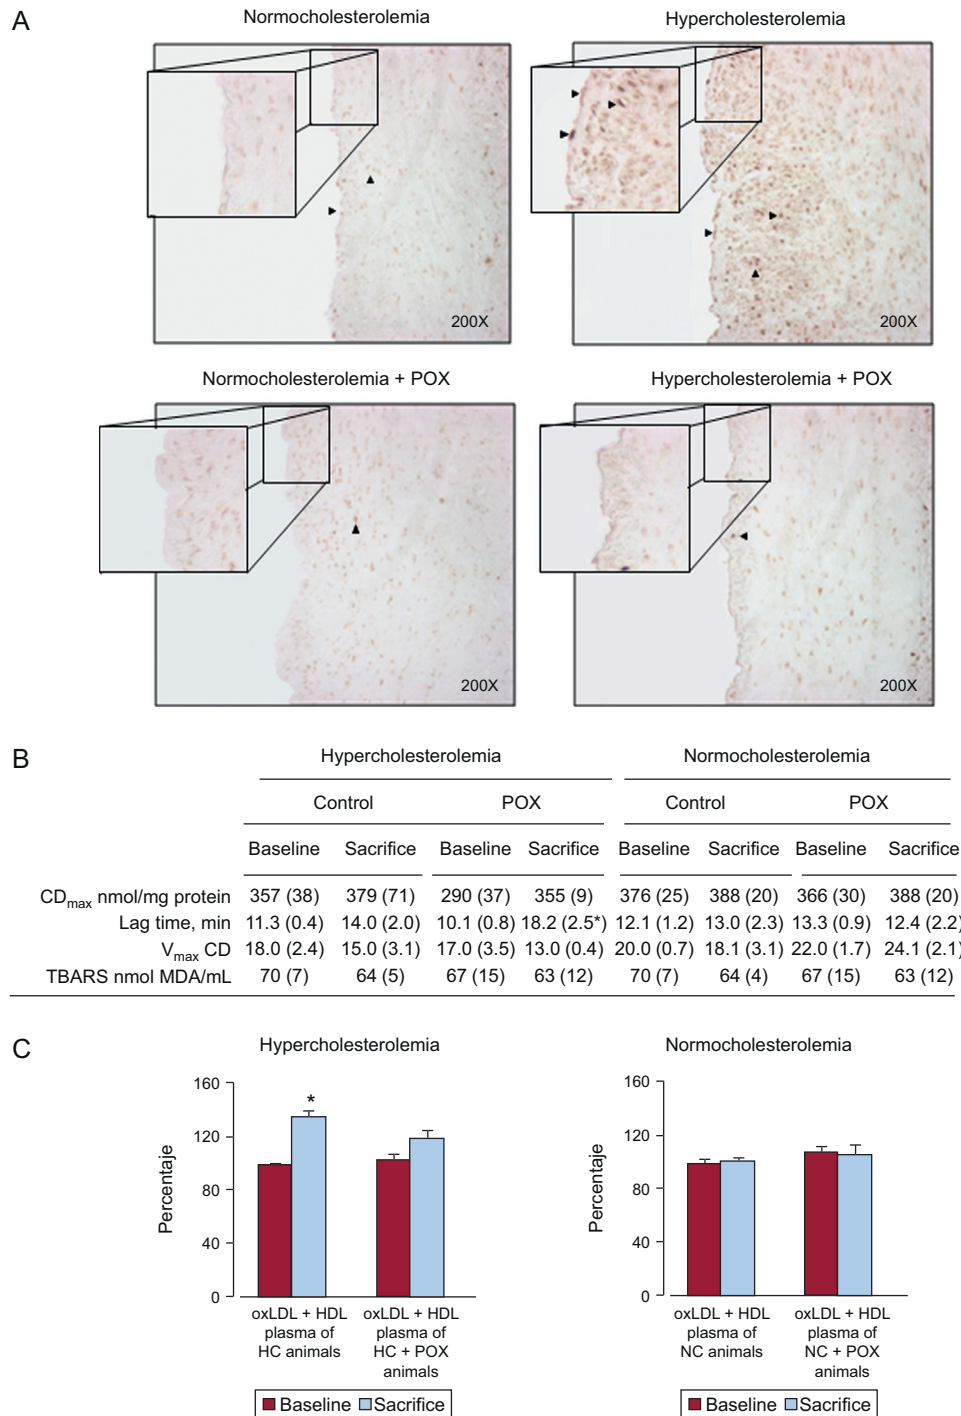 A
Normocholesterolemia
Hypercholesterolemia
200X
200X
Normocholesterolemia + POX
Hypercholesterolemia + POX
200X
200X
B
Hypercholesterolemia Normocholesterolemia
Control POX Control POX
Baseline Sacrifice Baseline Sacrifice Baseline Sacrifice Baseline Sacrifice
CDmax nmol/mg protein 357 (38) 379 (71) 290 (37) 355 (9) 376 (25) 388 (20) 366 (30) 388 (20)
Lag time, min 11.3 (0.4) 14.0 (2.0) 10.1 (0.8) 18.2 (2.5*) 12.1 (1.2) 13.0 (2.3) 13.3 (0.9) 12.4 (2.2)
Vmax CD 18.0 (2.4) 15.0 (3.1) 17.0 (3.5) 13.0 (0.4) 20.0 (0.7) 18.1 (3.1) 22.0 (1.7) 24.1 (2.1)
TBARS nmol MDA/mL 70 (7) 64 (5) 67 (15) 63 (12) 70 (7) 64 (4) 67 (15) 63 (12)
C
Hypercholesterolemia
Percentaje
160
120
80
40
0
*
oxLDL + HDL
plasma of
HC animals
oxLDL + HDL
plasma of
HC + POX
animals
Baseline Sacrifice
Normocholesterolemia
Percentaje
160
120
80
40
0
oxLDL + HDL
plasma of
NC animals
oxLDL + HDL
plasma of
NC + POX
animals
Baseline Sacrifice